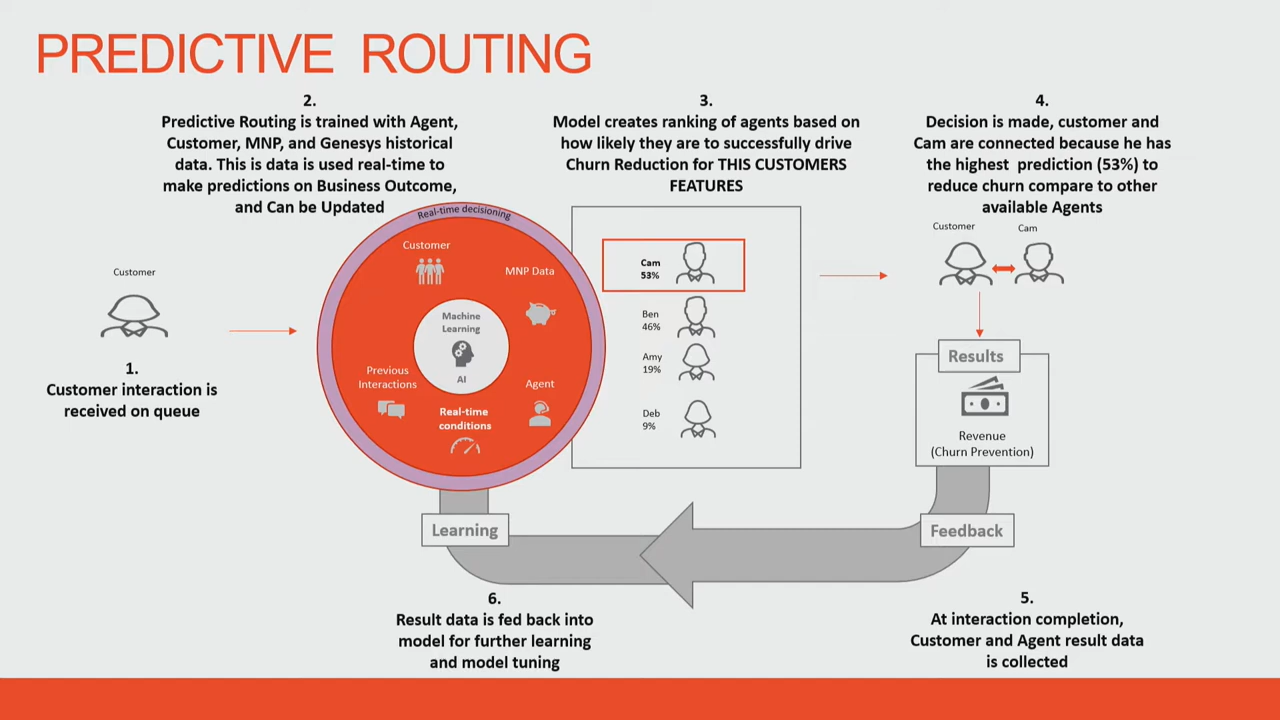 PREDICTIVE ROUTING
Customer
1.
Customer interaction is
received on queue
2.
Predictive Routing is trained with Agent,
Customer, MNP, and Genesys historical
data. This is data is used real-time to
make predictions on Business Outcome,
and Can be Updated
Real-time decisioning
Customer
MNP Data
Machine
Learning
AI
Previous
Interactions
Agent
Real-time
conditions
3.
Model creates ranking of agents based on
how likely they are to successfully drive
Churn Reduction for THIS CUSTOMERS
FEATURES
Cam
53%
Ben
46%
Amy
19%
Deb
9%
4.
Decision is made, customer and
Cam are connected because he has
the highest prediction (53%) to
reduce churn compare to other
available Agents
Customer
Cam
Results
Revenue
(Churn Prevention)
Feedback
5.
At interaction completion,
Customer and Agent result data
is collected
Learning
6.
Result data is fed back into
model for further learning
and model tuning